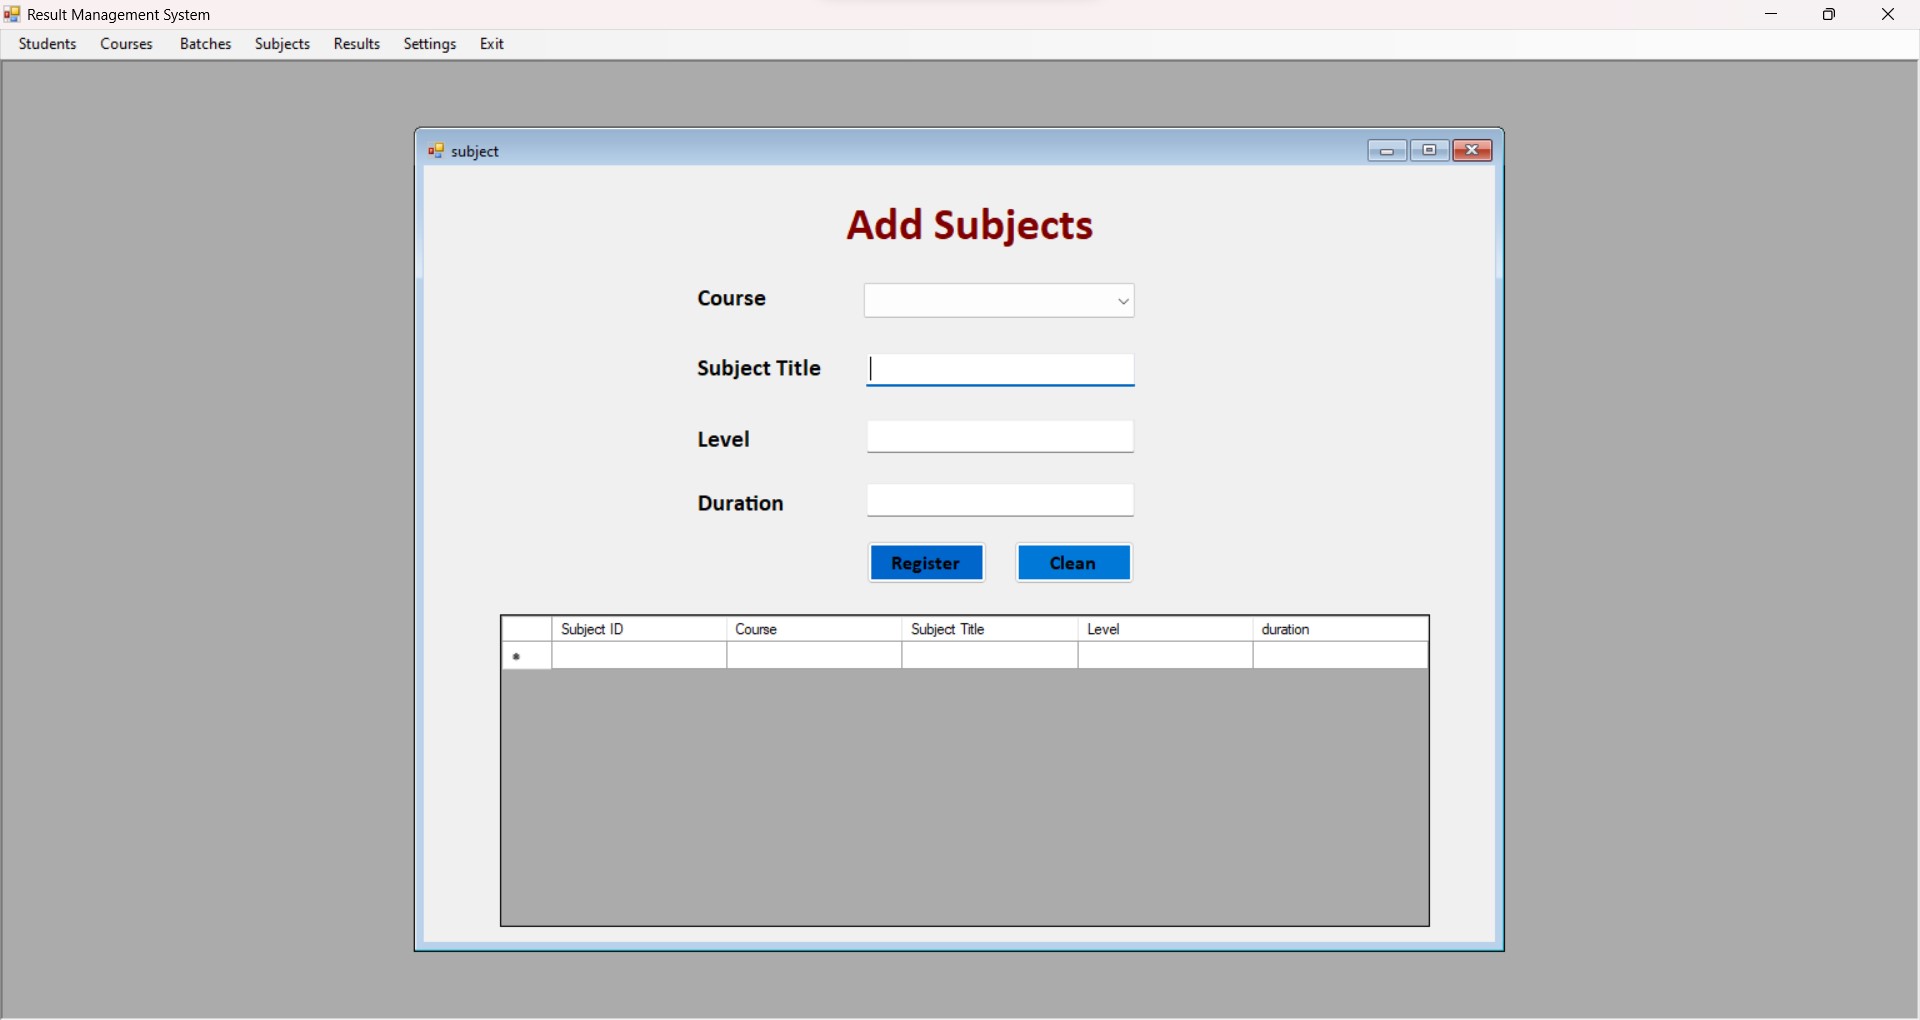 Result Management System
Students Courses Batches Subjects Results Settings Exit
subject
Add Subjects
Course
Subject Title
Level
Duration
Register Clean
Subject ID Course Subject Title Level duration